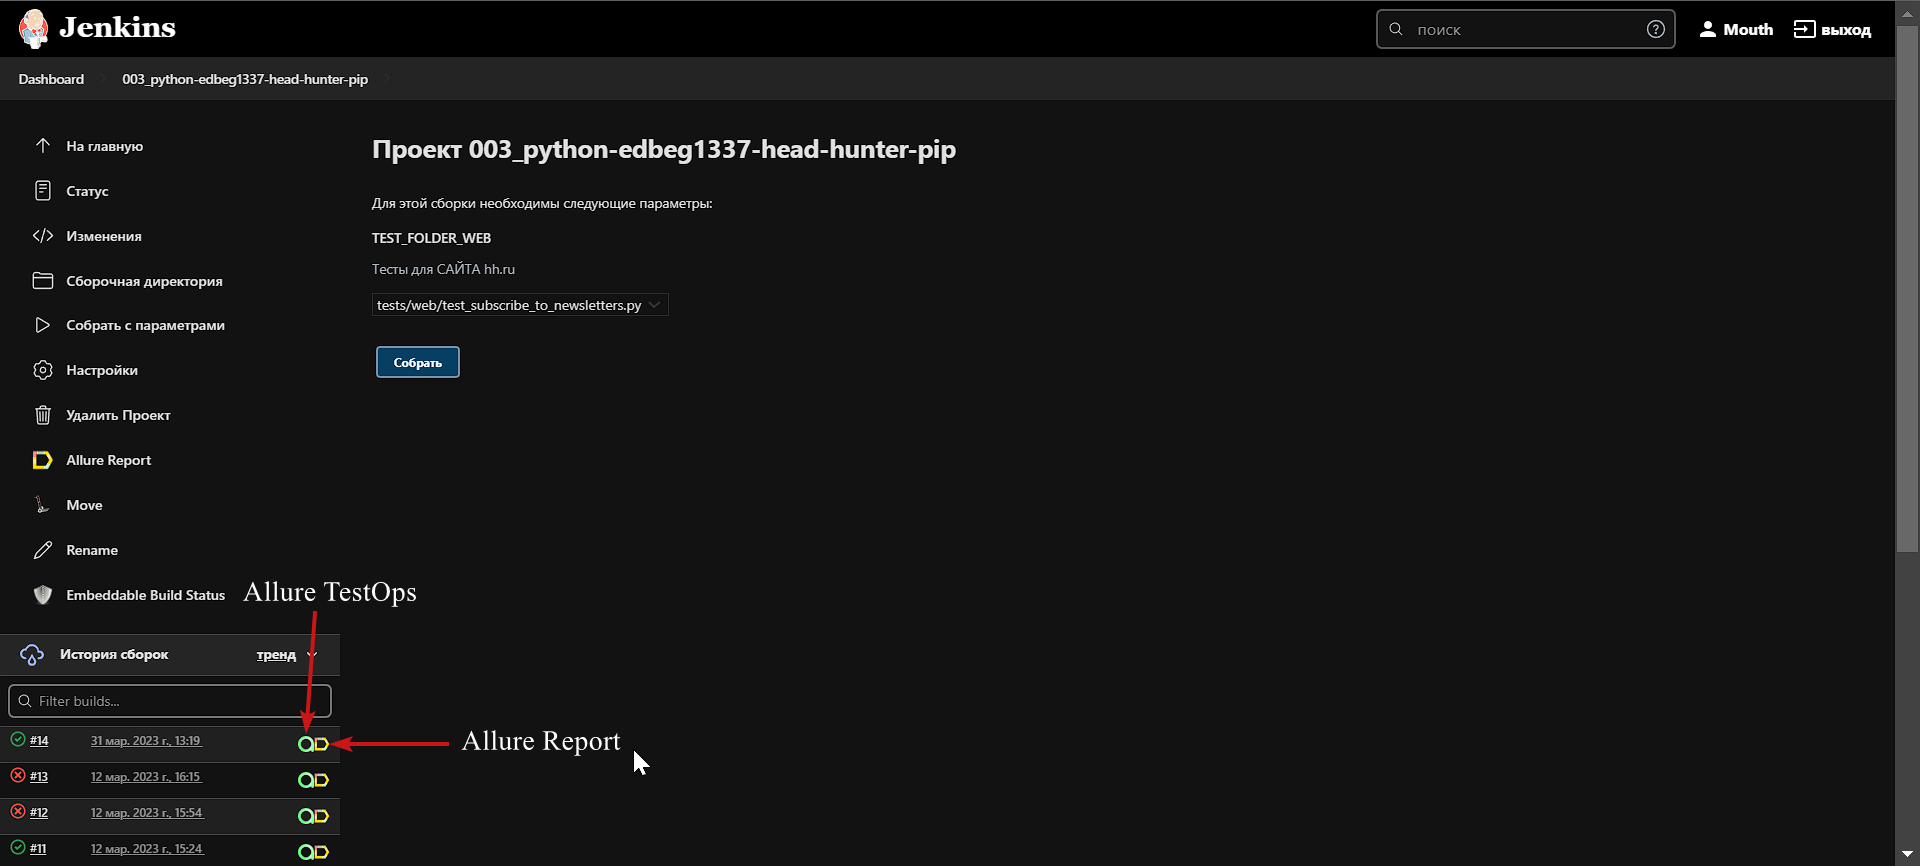 Jenkins
поиск
Mouth
выход
Dashboard
003_python-edbeg1337-head-hunter-pip
На главную
Статус
Изменения
Сборочная директория
Собрать с параметрами
Настройки
Удалить Проект
Allure Report
Move
Rename
Embeddable Build Status
Проект 003_python-edbeg1337-head-hunter-pip
Для этой сборки необходимы следующие параметры:
TEST_FOLDER_WEB
Тесты для САЙТА hh.ru
tests/web/test_subscribe_to_newsletters.py
Собрать
Allure TestOps
История сборок
тренд
Filter builds...
#14 31 мар. 2023 г., 13:19
Allure Report
#13 12 мар. 2023 г., 16:15
#12 12 мар. 2023 г., 15:54
#11 12 мар. 2023 г., 15:24